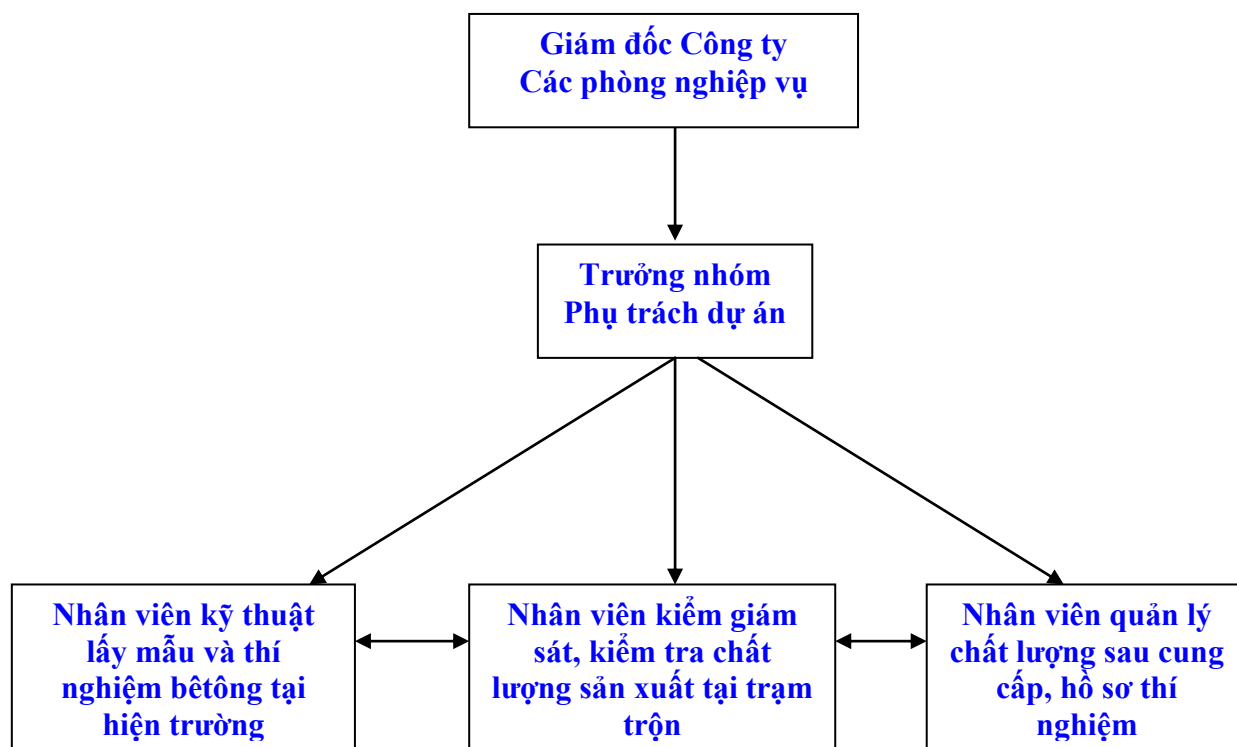 Giám đốc Công ty
Các phòng nghiệp vụ
Trưởng nhóm
Phụ trách dự án
Nhân viên kỹ thuật
lấy mẫu và thí
nghiệm bêtông tại
hiện trường
Nhân viên kiểm giám
sát, kiểm tra chất
lượng sản xuất tại trạm
trộn
Nhân viên quản lý
chất lượng sau cung
cấp, hồ sơ thí
nghiệm